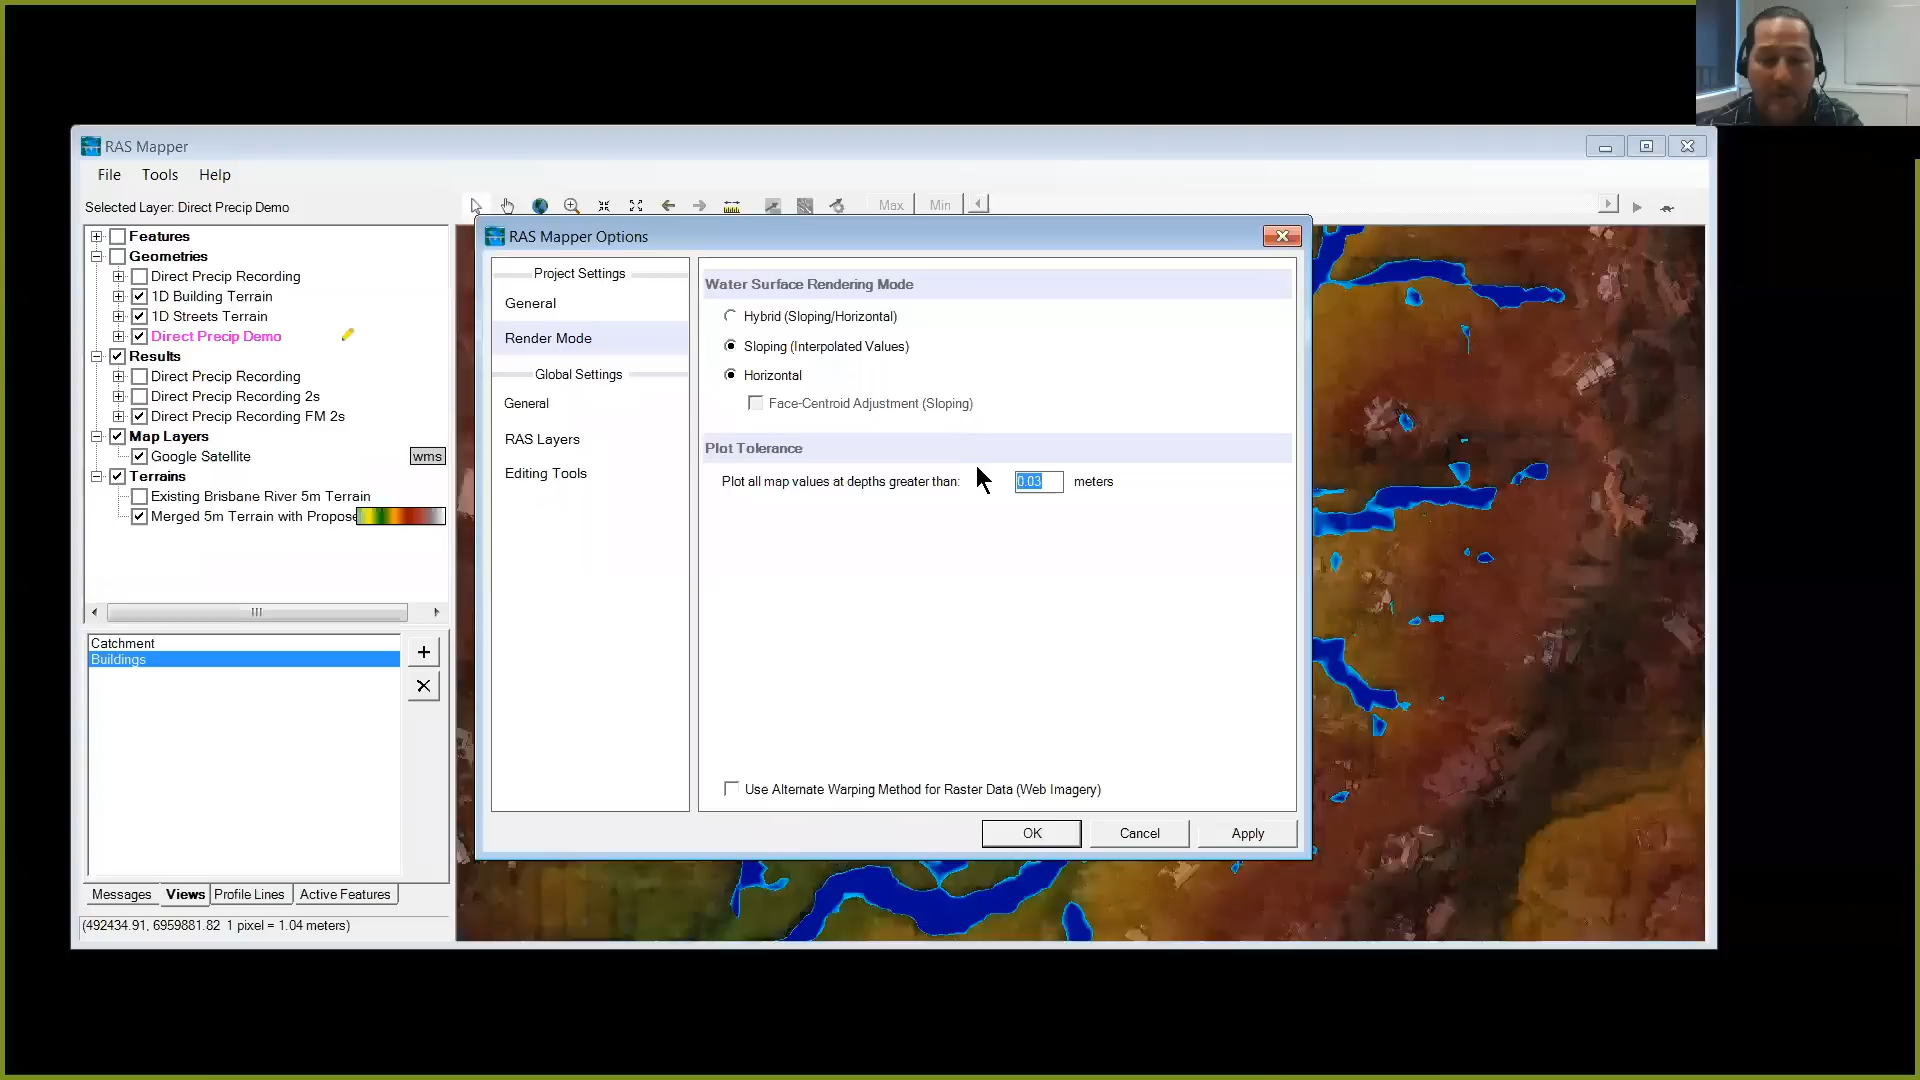 RAS Mapper
File Tools Help
Selected Layer: Direct Precip Demo
Max Min
Features
Geometries
Direct Precip Recording
1D Building Terrain
1D Streets Terrain
Direct Precip Demo
Results
Direct Precip Recording
Direct Precip Recording 2s
Direct Precip Recording FM 2s
Map Layers
Google Satellite wms
Terrains
Existing Brisbane River 5m Terrain
Merged 5m Terrain with Propose
Catchment
Buildings
Messages Views Profile Lines Active Features
(492434.91, 6959881.82 1 pixel = 1.04 meters)
RAS Mapper Options
Project Settings
General
Render Mode
Global Settings
General
RAS Layers
Editing Tools
Water Surface Rendering Mode
Hybrid (Sloping/Horizontal)
Sloping (Interpolated Values)
Horizontal
Face-Centroid Adjustment (Sloping)
Plot Tolerance
Plot all map values at depths greater than: 0.03 meters
Use Alternate Warping Method for Raster Data (Web Imagery)
OK Cancel Apply